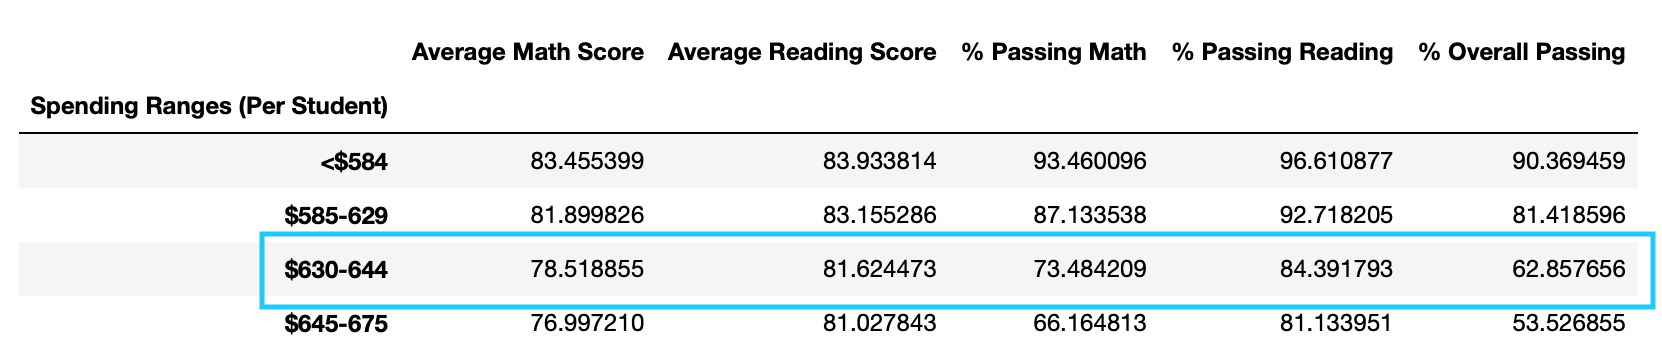 Average Math Score Average Reading Score % Passing Math % Passing Reading % Overall Passing
Spending Ranges (Per Student)
<$584 83.455399 83.933814 93.460096 96.610877 90.369459
$585-629 81.899826 83.155286 87.133538 92.718205 81.418596
$630-644 78.518855 81.624473 73.484209 84.391793 62.857656
$645-675 76.997210 81.027843 66.164813 81.133951 53.526855